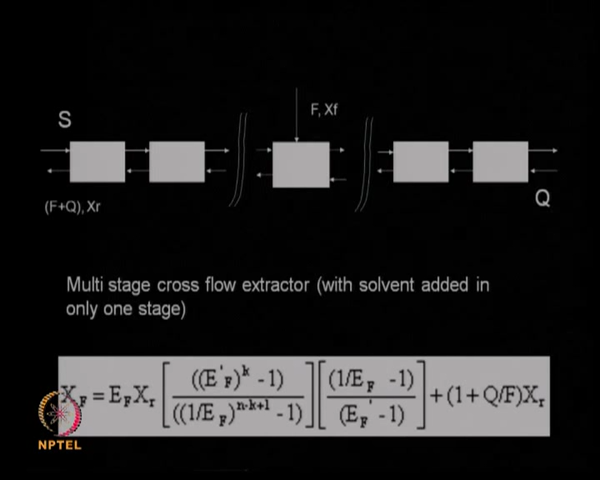 S
F, Xf
(F+Q), Xr
Q
Multi stage cross flow extractor (with solvent added in
only one stage)
X_F = E_F X_r [((E'_F)^k - 1) / ((1/E_F)^{n-k+1} - 1)] [(1/E_F - 1) / (E_F' - 1)] + (1 + Q/F)X_r
NPTEL